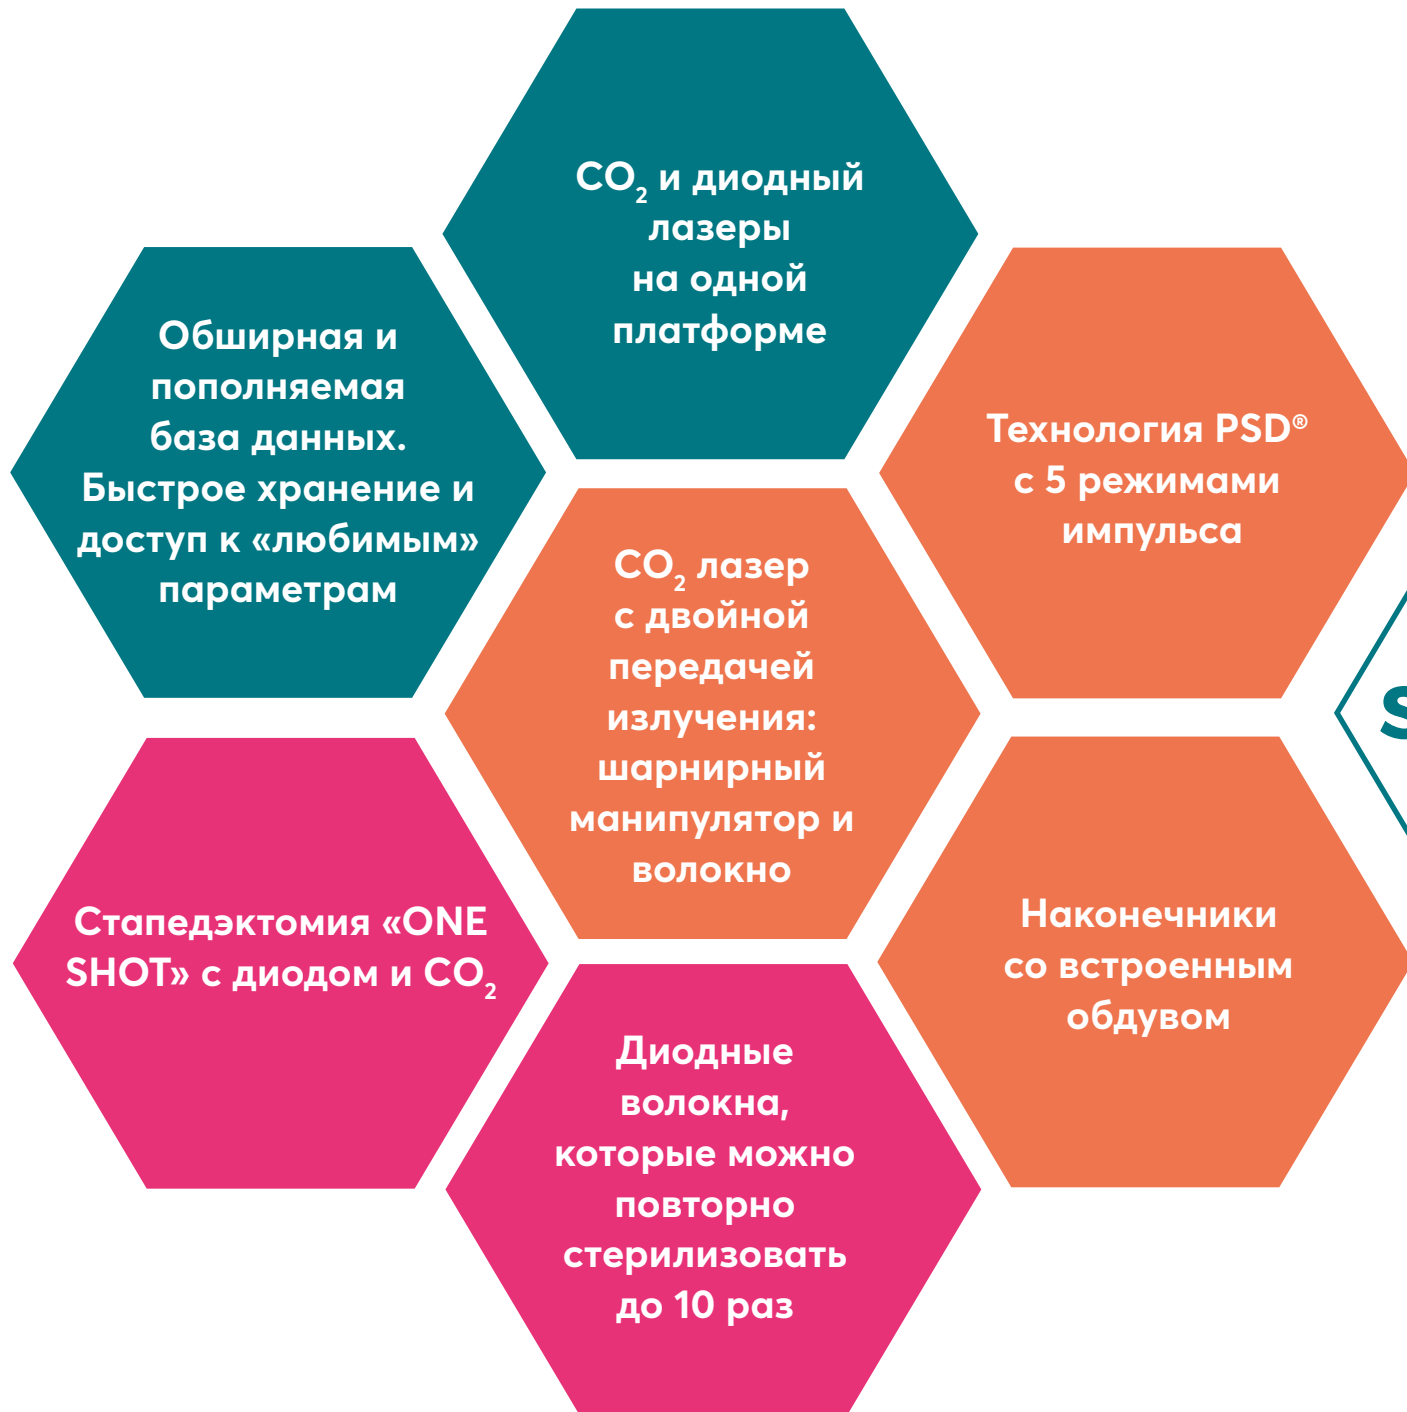 CO₂ и диодный
лазеры
на одной
платформе
Обширная и
пополняемая
база данных.
Быстрое хранение и
доступ к «любимым»
параметрам
Технология PSD®
с 5 режимами
импульса
CO₂ лазер
с двойной
передачей
излучения:
шарнирный
манипулятор и
волокно
Стапедэктомия «ONE
SHOT» с диодом и CO₂
Наконечники
со встроенным
обдувом
Диодные
волокна,
которые можно
повторно
стерилизовать
до 10 раз